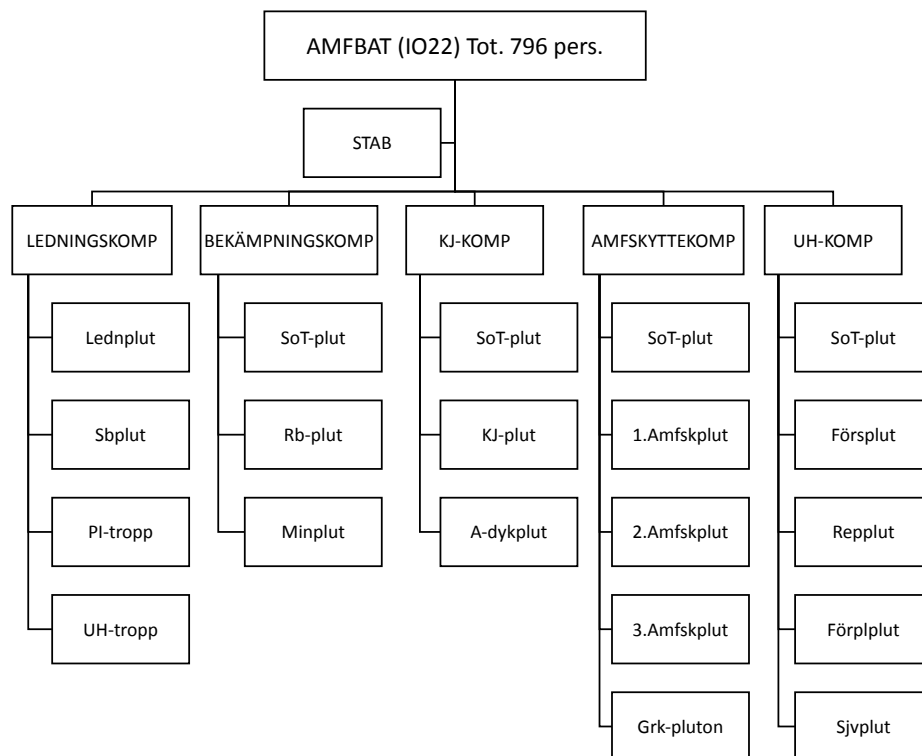 AMFBAT (IO22) Tot. 796 pers.
STAB
LEDNINGSKOMP
Lednplut
Sbplut
PI-tropp
UH-tropp
BEKÄMPNINGSKOMP
SoT-plut
Rb-plut
Minplut
KJ-KOMP
SoT-plut
KJ-plut
A-dykplut
AMFSKYTTEKOMP
SoT-plut
1.Amfskplut
2.Amfskplut
3.Amfskplut
Grk-pluton
UH-KOMP
SoT-plut
Försplut
Repplut
Förplplut
Sjvplut